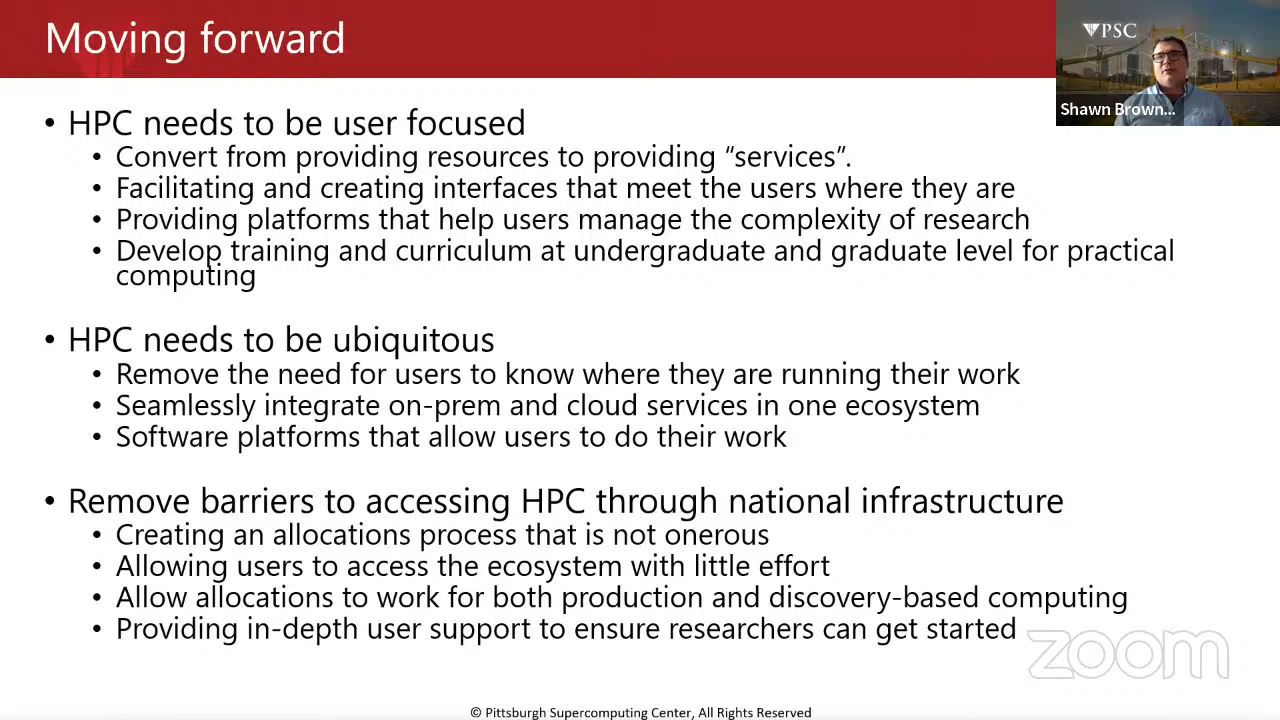 Moving forward
PSC
Shawn Brown...
• HPC needs to be user focused
• Convert from providing resources to providing “services”.
• Facilitating and creating interfaces that meet the users where they are
• Providing platforms that help users manage the complexity of research
• Develop training and curriculum at undergraduate and graduate level for practical
computing
• HPC needs to be ubiquitous
• Remove the need for users to know where they are running their work
• Seamlessly integrate on-prem and cloud services in one ecosystem
• Software platforms that allow users to do their work
• Remove barriers to accessing HPC through national infrastructure
• Creating an allocations process that is not onerous
• Allowing users to access the ecosystem with little effort
• Allow allocations to work for both production and discovery-based computing
• Providing in-depth user support to ensure researchers can get started
zoom
© Pittsburgh Supercomputing Center, All Rights Reserved